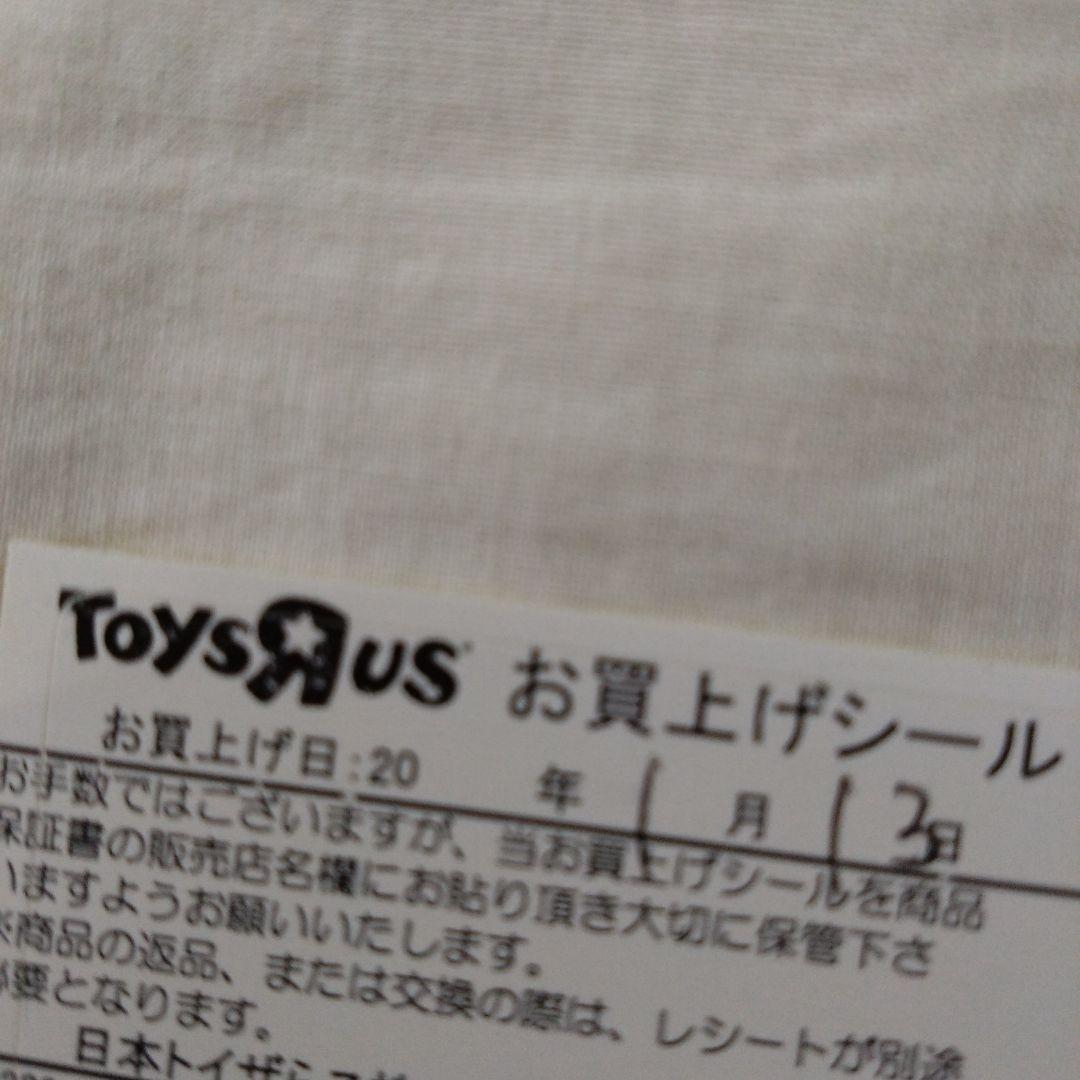 TOYSЯUS お買上げシール
お買上げ日:20 年 1 月 13日
お手数ではございますが、当お買上げシールを商品
保証書の販売店名欄にお貼り頂き大切に保管下さ
いますようお願いいたします。
※商品の返品、または交換の際は、レシートが別途
必要となります。
日本トイザらス